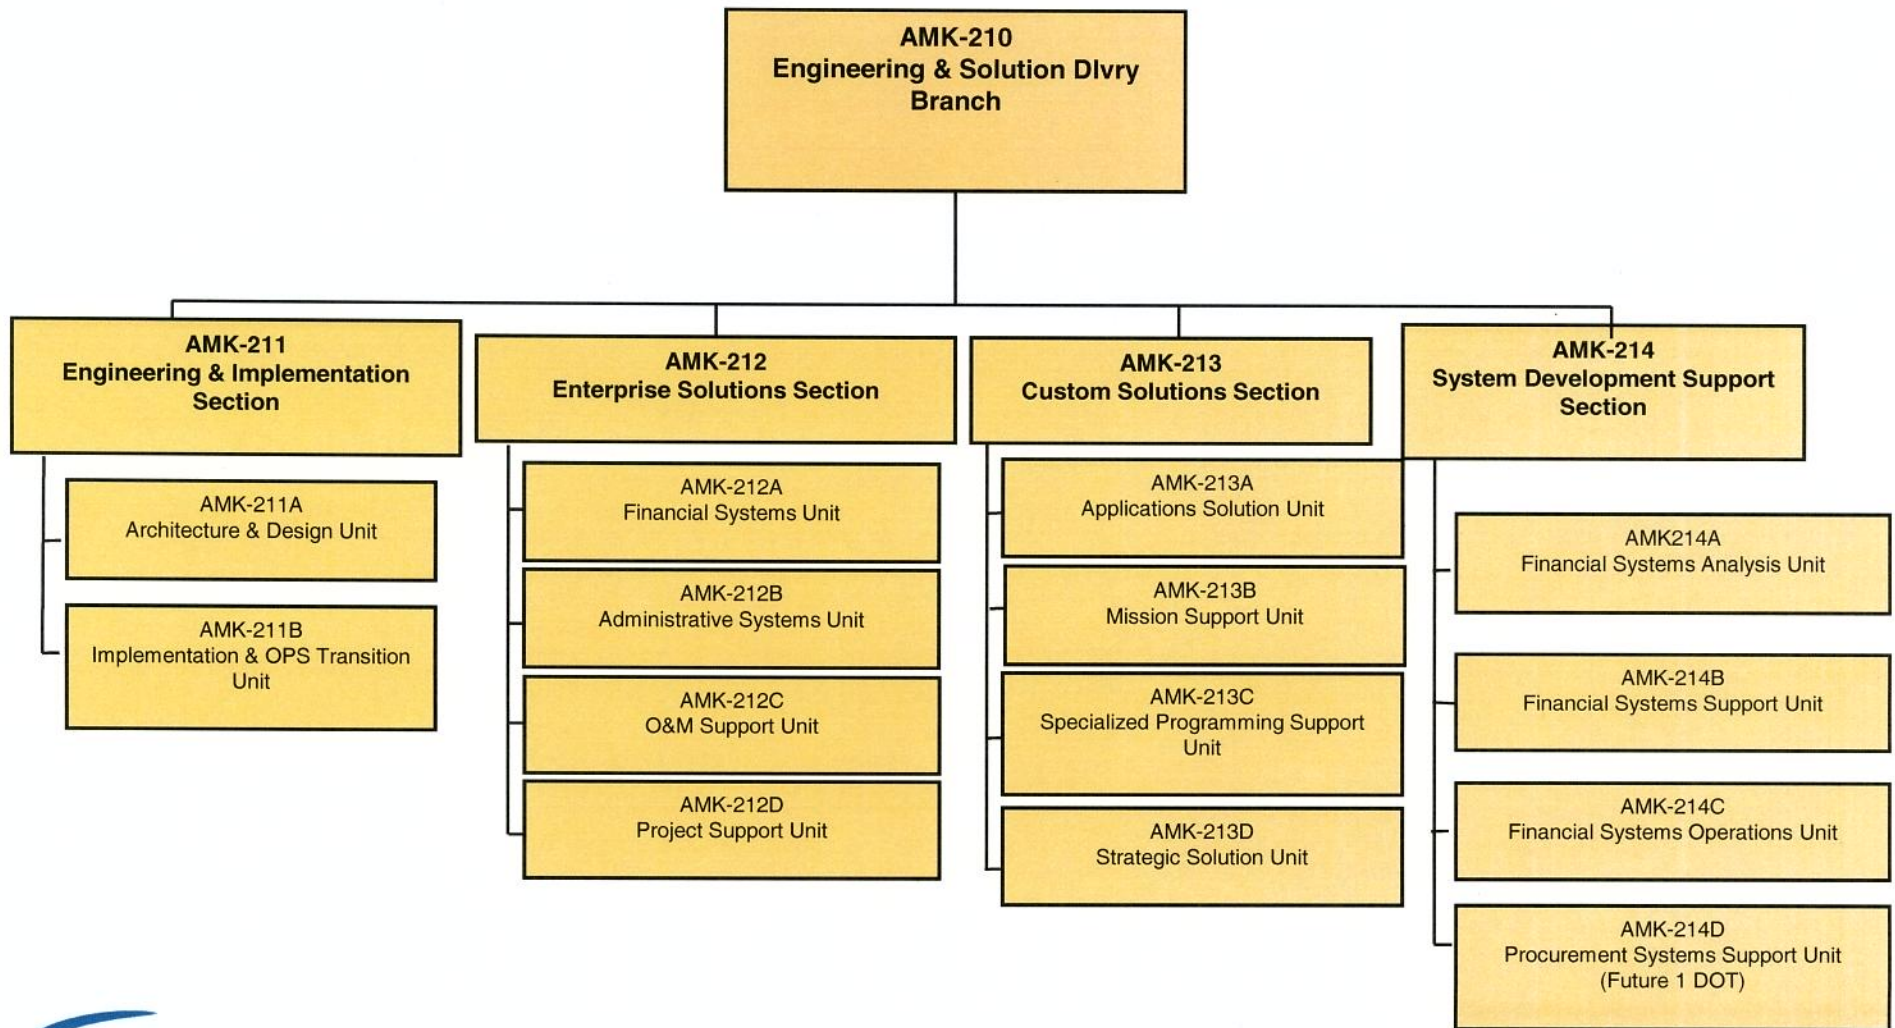 AMK-210
Engineering & Solution Dlvry
Branch
AMK-211
Engineering & Implementation
Section
AMK-211A
Architecture & Design Unit
AMK-211B
Implementation & OPS Transition
Unit
AMK-212
Enterprise Solutions Section
AMK-212A
Financial Systems Unit
AMK-212B
Administrative Systems Unit
AMK-212C
O&M Support Unit
AMK-212D
Project Support Unit
AMK-213
Custom Solutions Section
AMK-213A
Applications Solution Unit
AMK-213B
Mission Support Unit
AMK-213C
Specialized Programming Support
Unit
AMK-213D
Strategic Solution Unit
AMK-214
System Development Support
Section
AMK214A
Financial Systems Analysis Unit
AMK-214B
Financial Systems Support Unit
AMK-214C
Financial Systems Operations Unit
AMK-214D
Procurement Systems Support Unit
(Future 1 DOT)